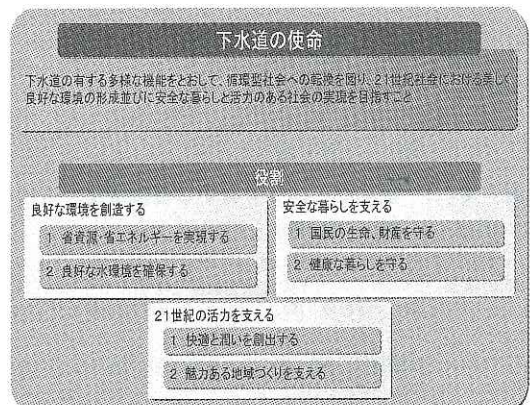 下水道の使命
下水道の有する多様な機能をとおして、循環型社会への転換を図り、21世紀社会における美しく
良好な環境の形成並びに安全な暮らしと活力のある社会の実現を目指すこと
役割
良好な環境を創造する
1 省資源・省エネルギーを実現する
2 良好な水環境を確保する
安全な暮らしを支える
1 国民の生命、財産を守る
2 健康な暮らしを守る
21世紀の活力を支える
1 快適と潤いを創出する
2 魅力ある地域づくりを支える